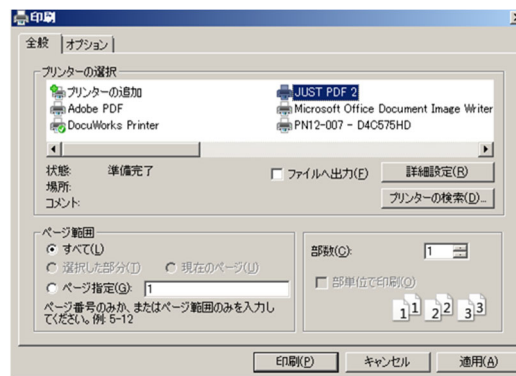 印刷
全般 オプション
プリンターの選択
プリンターの追加 JUST PDF 2
Adobe PDF Microsoft Office Document Image Writer
DocuWorks Printer PN12-007 - D4C575HD
状態: 準備完了 ファイルへ出力(F) 詳細設定(R)
場所:
コメント: プリンターの検索(D)...
ページ範囲
すべて(L) 部数(C): 1
選択した部分(T) 現在のページ(U) 部単位で印刷(O)
ページ指定(G): 1
ページ番号のみか、またはページ範囲のみを入力し
てください。例: 5-12
1 1 2 2 3 3
印刷(P) キャンセル 適用(A)